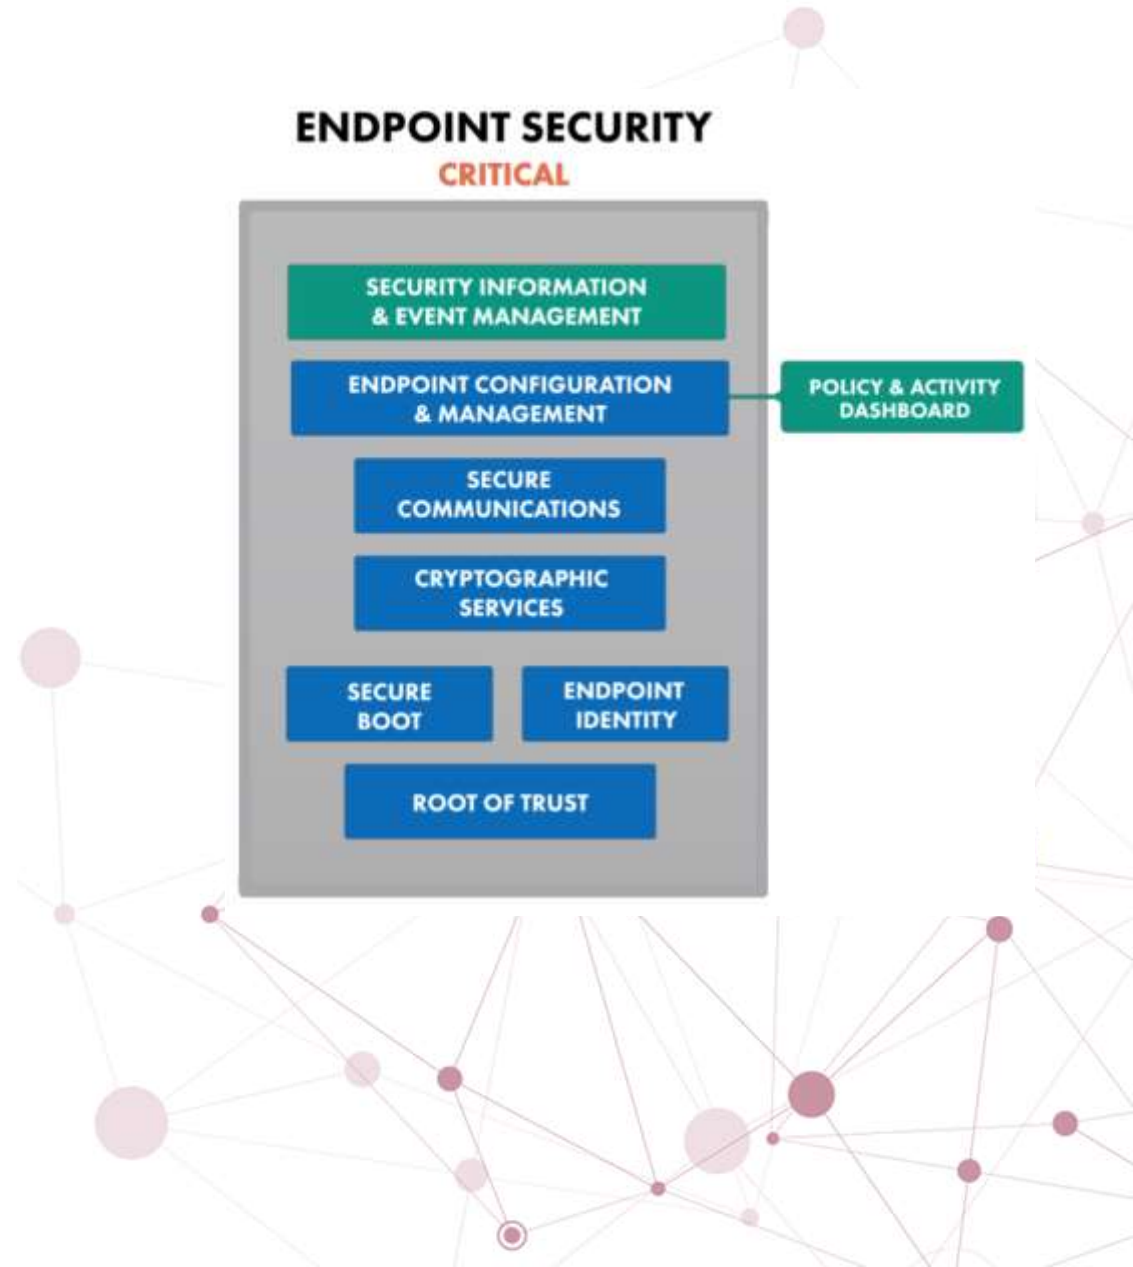 ENDPOINT SECURITY
CRITICAL
SECURITY INFORMATION
& EVENT MANAGEMENT
ENDPOINT CONFIGURATION
& MANAGEMENT
POLICY & ACTIVITY
DASHBOARD
SECURE
COMMUNICATIONS
CRYPTOGRAPHIC
SERVICES
SECURE
BOOT
ENDPOINT
IDENTITY
ROOT OF TRUST